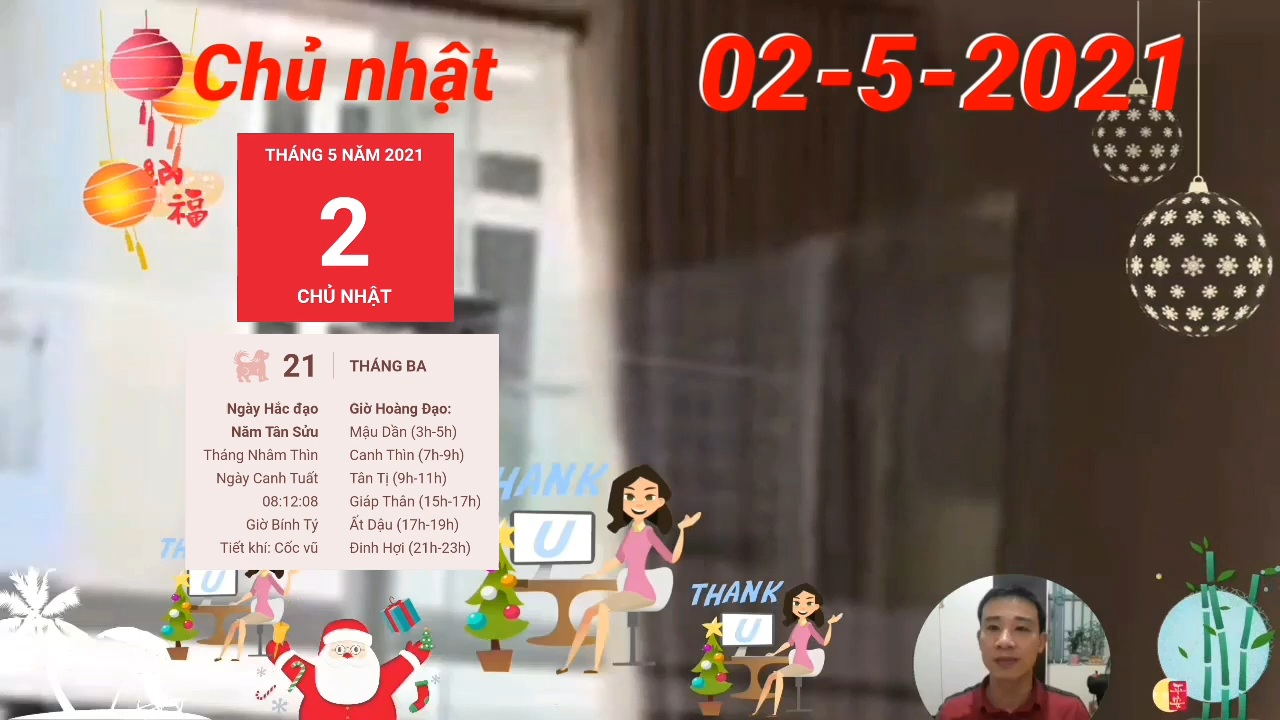 Chủ nhật
02-5-2021
福
THÁNG 5 NĂM 2021
2
CHỦ NHẬT
21
THÁNG BA
Ngày Hắc đạo
Năm Tân Sửu
Tháng Nhâm Thìn
Ngày Canh Tuất
08:12:08
Giờ Bính Tý
Tiết khí: Cốc vũ
Giờ Hoàng Đạo:
Mậu Dần (3h-5h)
Canh Thìn (7h-9h)
Tân Tị (9h-11h)
Giáp Thân (15h-17h)
Ất Dậu (17h-19h)
Đinh Hợi (21h-23h)
HANK
U
TH
U
THANK
U